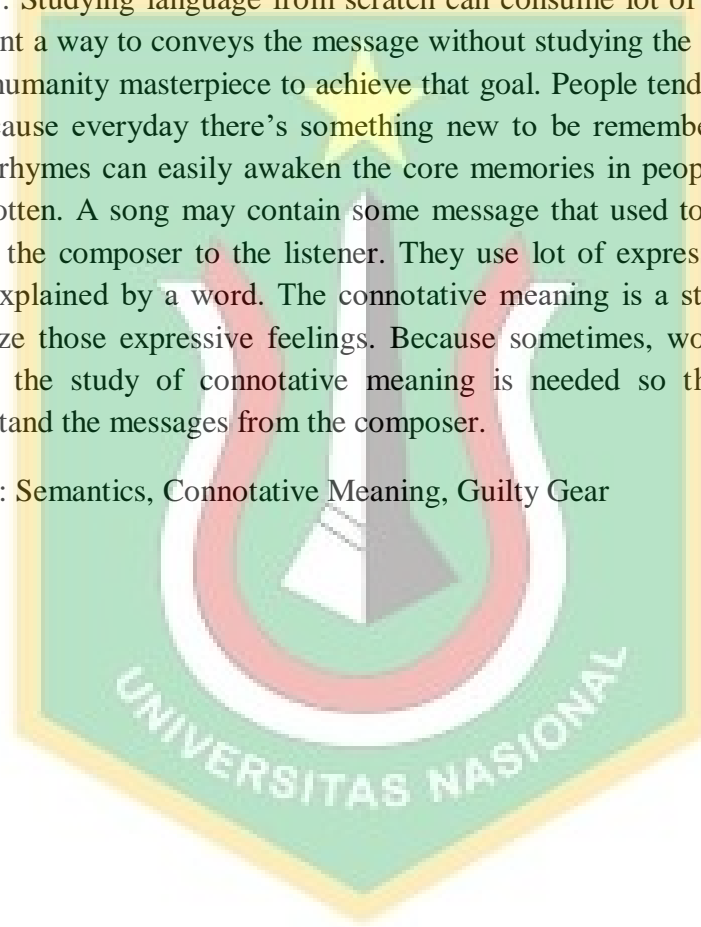 : Studying language from scratch can consume lot of
nt a way to conveys the message without studying the
humanity masterpiece to achieve that goal. People tend
ause everyday there's something new to be remembe
rhymes can easily awaken the core memories in peop
otten. A song may contain some message that used to
the composer to the listener. They use lot of expres
xplained by a word. The connotative meaning is a st
ze those expressive feelings. Because sometimes, wo
the study of connotative meaning is needed so th
tand the messages from the composer.
: Semantics, Connotative Meaning, Guilty Gear
UNIVERSITAS NASIONAL